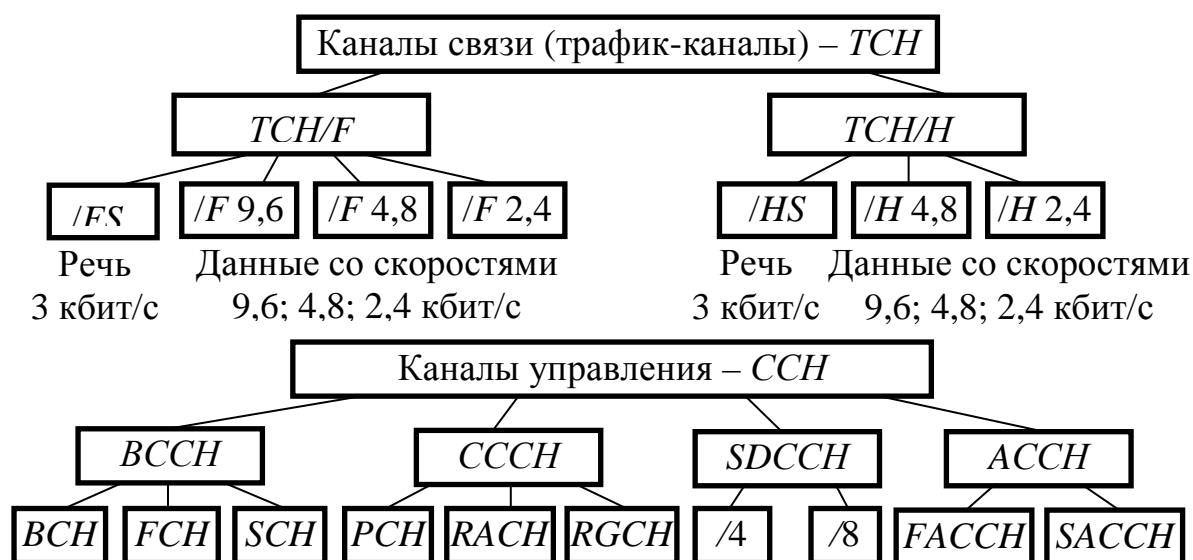 Каналы связи (трафик-каналы) – TCH
TCH/F TCH/H
/FS /F 9,6 /F 4,8 /F 2,4 /HS /H 4,8 /H 2,4
Речь Данные со скоростями Речь Данные со скоростями
3 кбит/с 9,6; 4,8; 2,4 кбит/с 3 кбит/с 9,6; 4,8; 2,4 кбит/с
Каналы управления – CCH
BCCH CCCH SDCCH ACCH
BCH FCH SCH PCH RACH RGCH /4 /8 FACCH SACCH